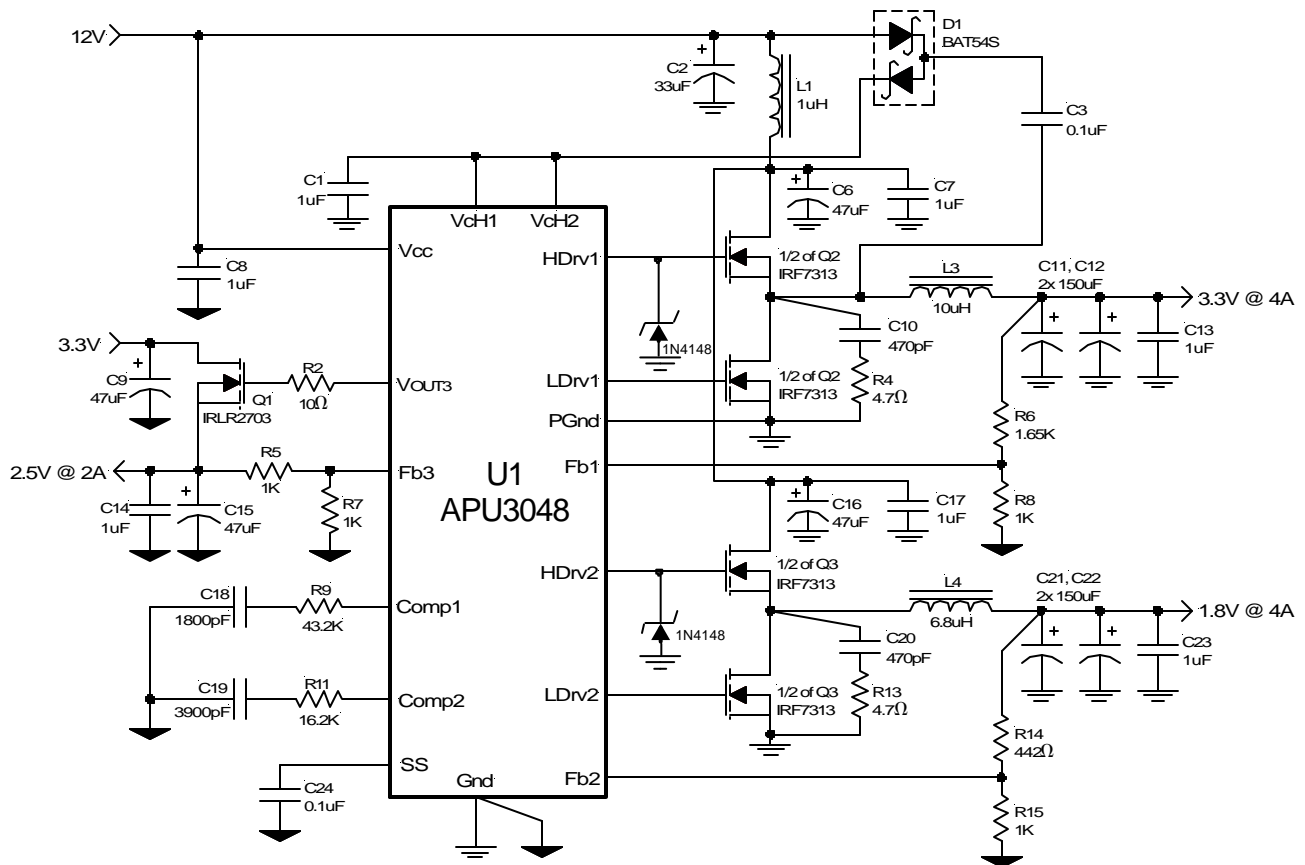 12V
D1
BAT54S
C2
33uF
L1
1uH
C3
0.1uF
C1
1uF
C6
47uF
C7
1uF
VcH1
VcH2
Vcc
C8
1uF
HDrv1
1/2 of Q2
IRF7313
L3
10uH
C11, C12
2x 150uF
3.3V @ 4A
3.3V
C9
47uF
Q1
IRLR2703
R2
10Ω
VOUT3
1N4148
C10
470pF
C13
1uF
LDrv1
1/2 of Q2
IRF7313
R4
4.7Ω
PGnd
R6
1.65K
2.5V @ 2A
R5
1K
Fb3
U1
APU3048
Fb1
C14
1uF
C15
47uF
R7
1K
C16
47uF
C17
1uF
R8
1K
HDrv2
1/2 of Q3
IRF7313
L4
6.8uH
C21, C22
2x 150uF
1.8V @ 4A
C18
1800pF
R9
43.2K
Comp1
1N4148
C20
470pF
C23
1uF
C19
3900pF
R11
16.2K
Comp2
LDrv2
1/2 of Q3
IRF7313
R13
4.7Ω
R14
442Ω
SS
C24
0.1uF
Gnd
Fb2
R15
1K